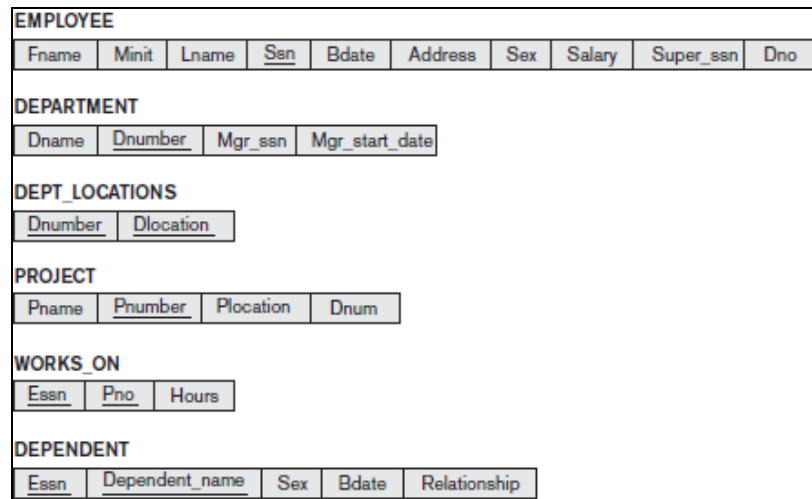 EMPLOYEE
Fname Minit Lname Ssn Bdate Address Sex Salary Super_ssn Dno
DEPARTMENT
Dname Dnumber Mgr_ssn Mgr_start_date
DEPT_LOCATIONS
Dnumber Dlocation
PROJECT
Pname Pnumber Plocation Dnum
WORKS_ON
Essn Pno Hours
DEPENDENT
Essn Dependent_name Sex Bdate Relationship